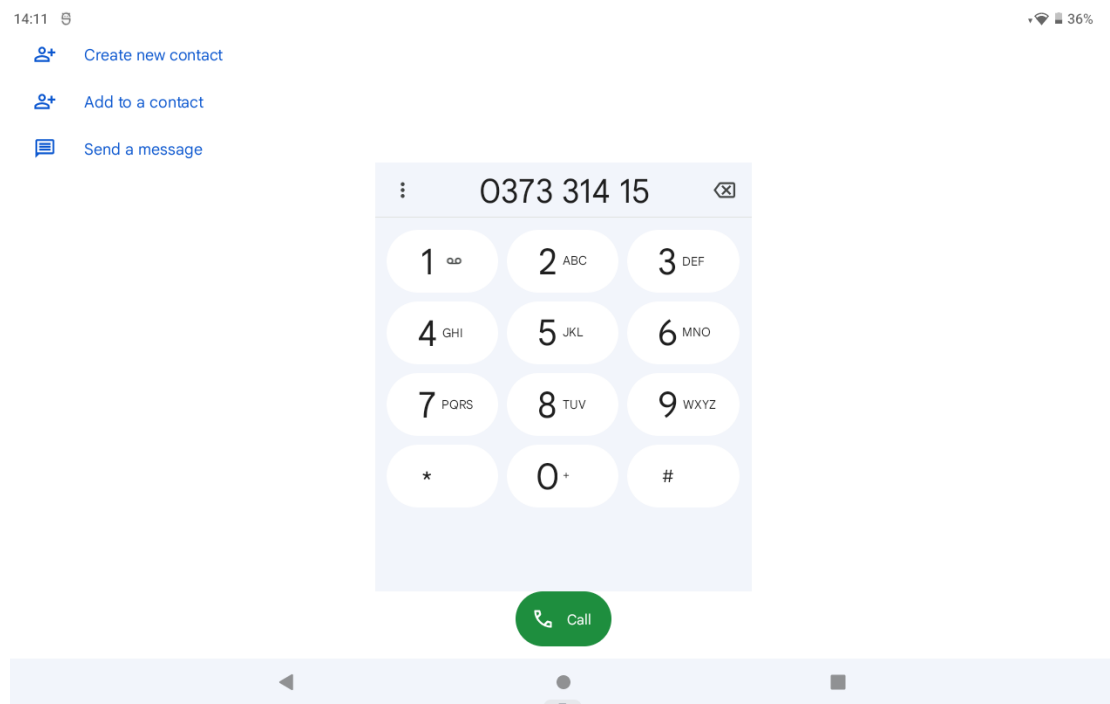 14:11
36%
Create new contact
Add to a contact
Send a message
0373 314 15
1
2 ABC
3 DEF
4 GHI
5 JKL
6 MNO
7 PQRS
8 TUV
9 WXYZ
*
0 +
#
Call